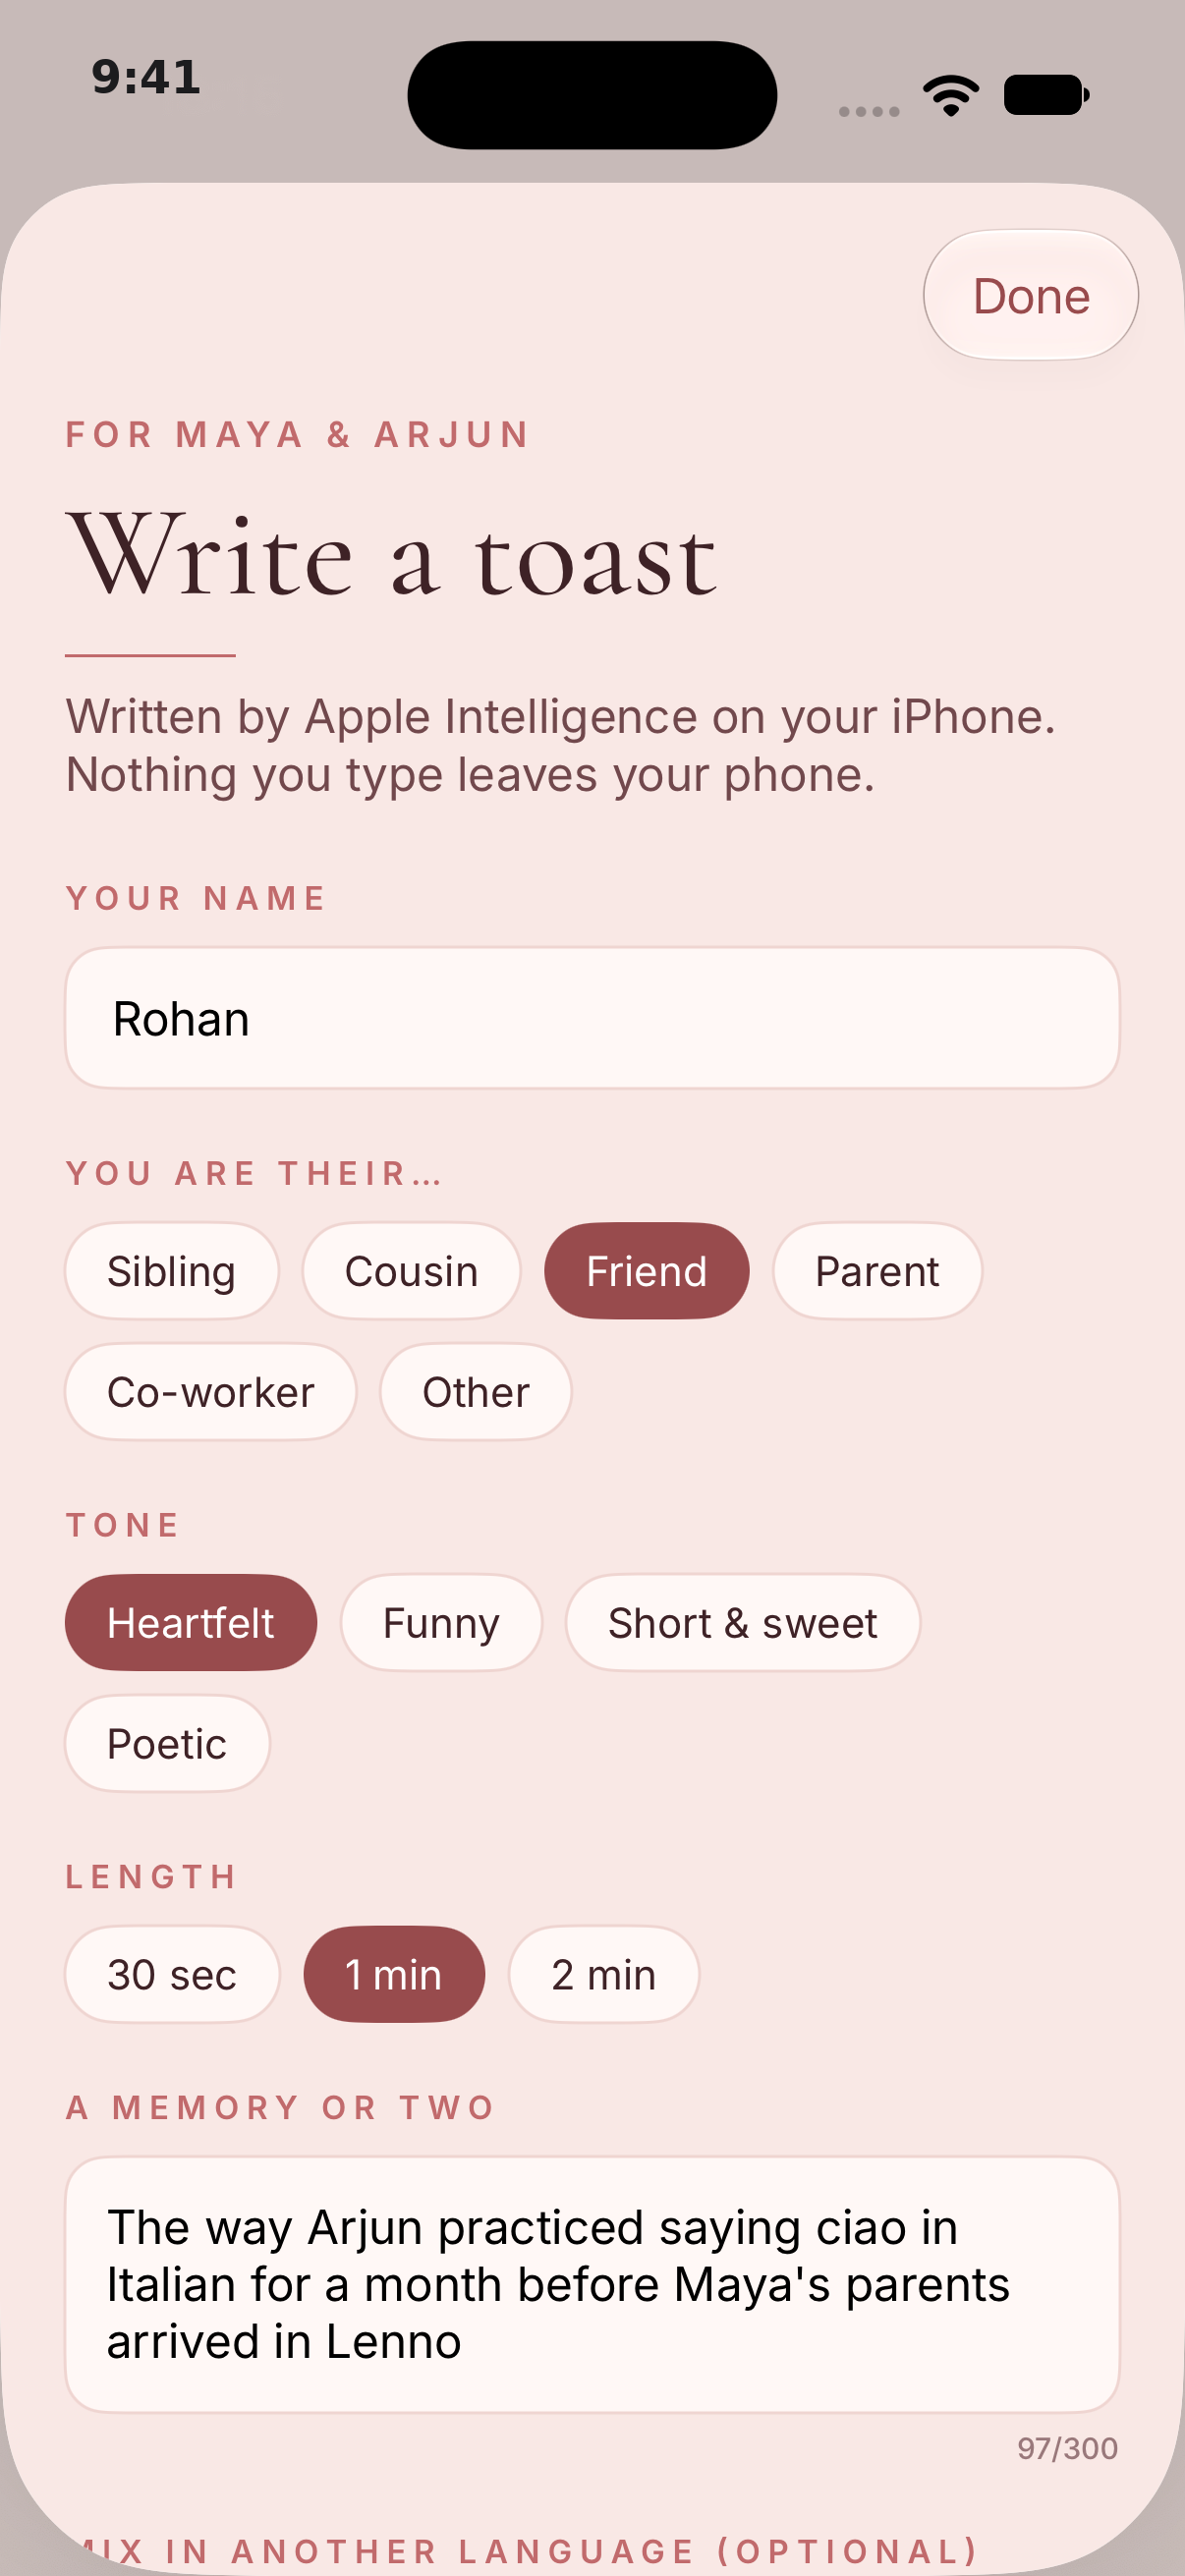 9:41
Done
FOR MAYA & ARJUN
Write a toast
Written by Apple Intelligence on your iPhone.
Nothing you type leaves your phone.
YOUR NAME
Rohan
YOU ARE THEIR...
Sibling Cousin Friend Parent
Co-worker Other
TONE
Heartfelt Funny Short & sweet
Poetic
LENGTH
30 sec 1 min 2 min
A MEMORY OR TWO
The way Arjun practiced saying ciao in
Italian for a month before Maya's parents
arrived in Lenno
97/300
MIX IN ANOTHER LANGUAGE (OPTIONAL)